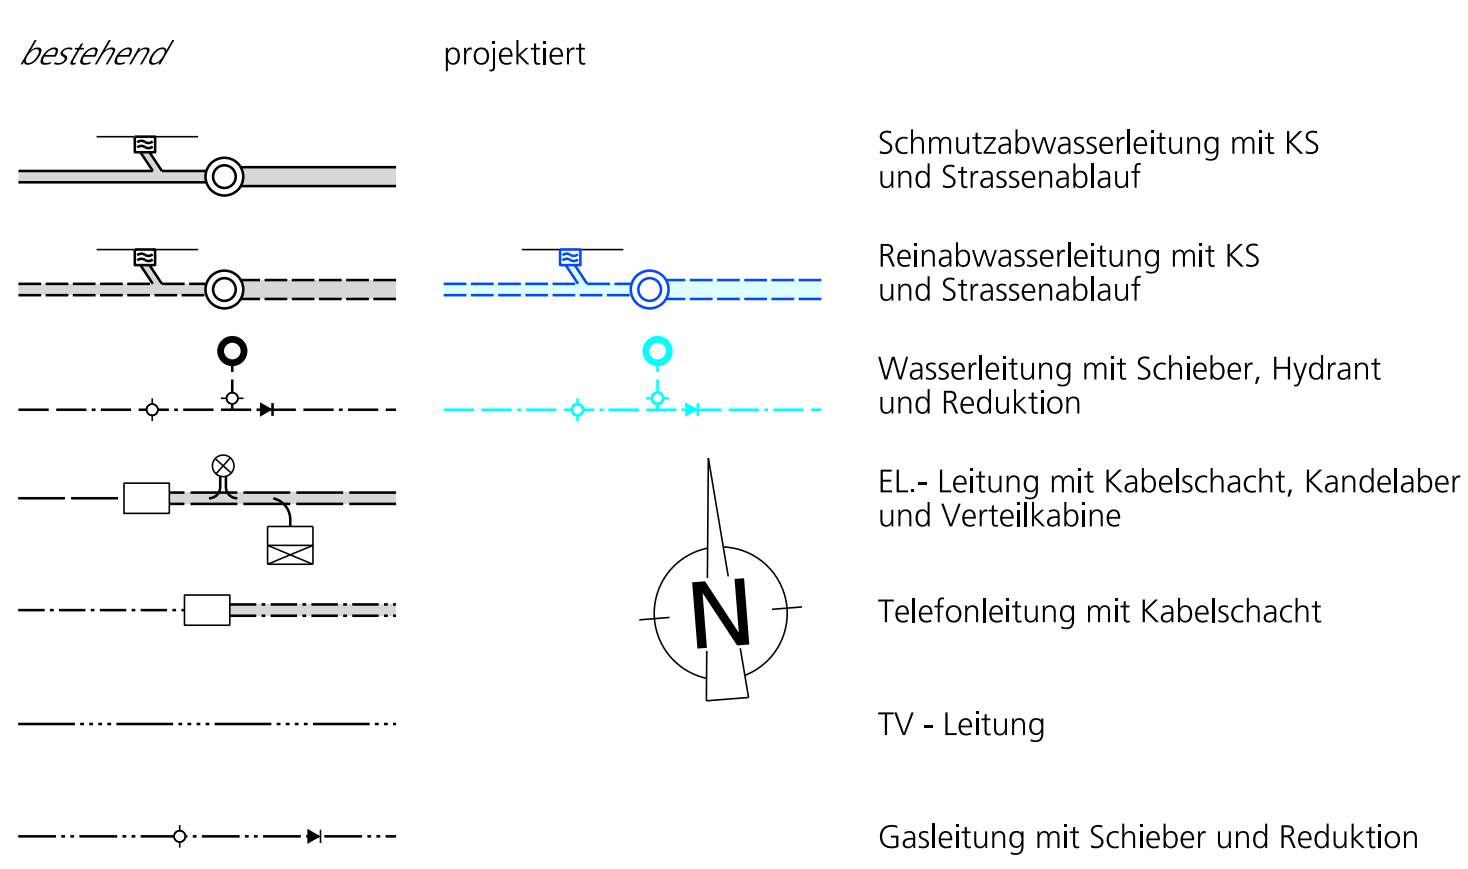 bestehend
projektiert
Schmutzabwasserleitung mit KS
und Strassenablauf
Reinabwasserleitung mit KS
und Strassenablauf
Wasserleitung mit Schieber, Hydrant
und Reduktion
EL.- Leitung mit Kabelschacht, Kandelaber
und Verteilkabine
N
Telefonleitung mit Kabelschacht
TV - Leitung
Gasleitung mit Schieber und Reduktion